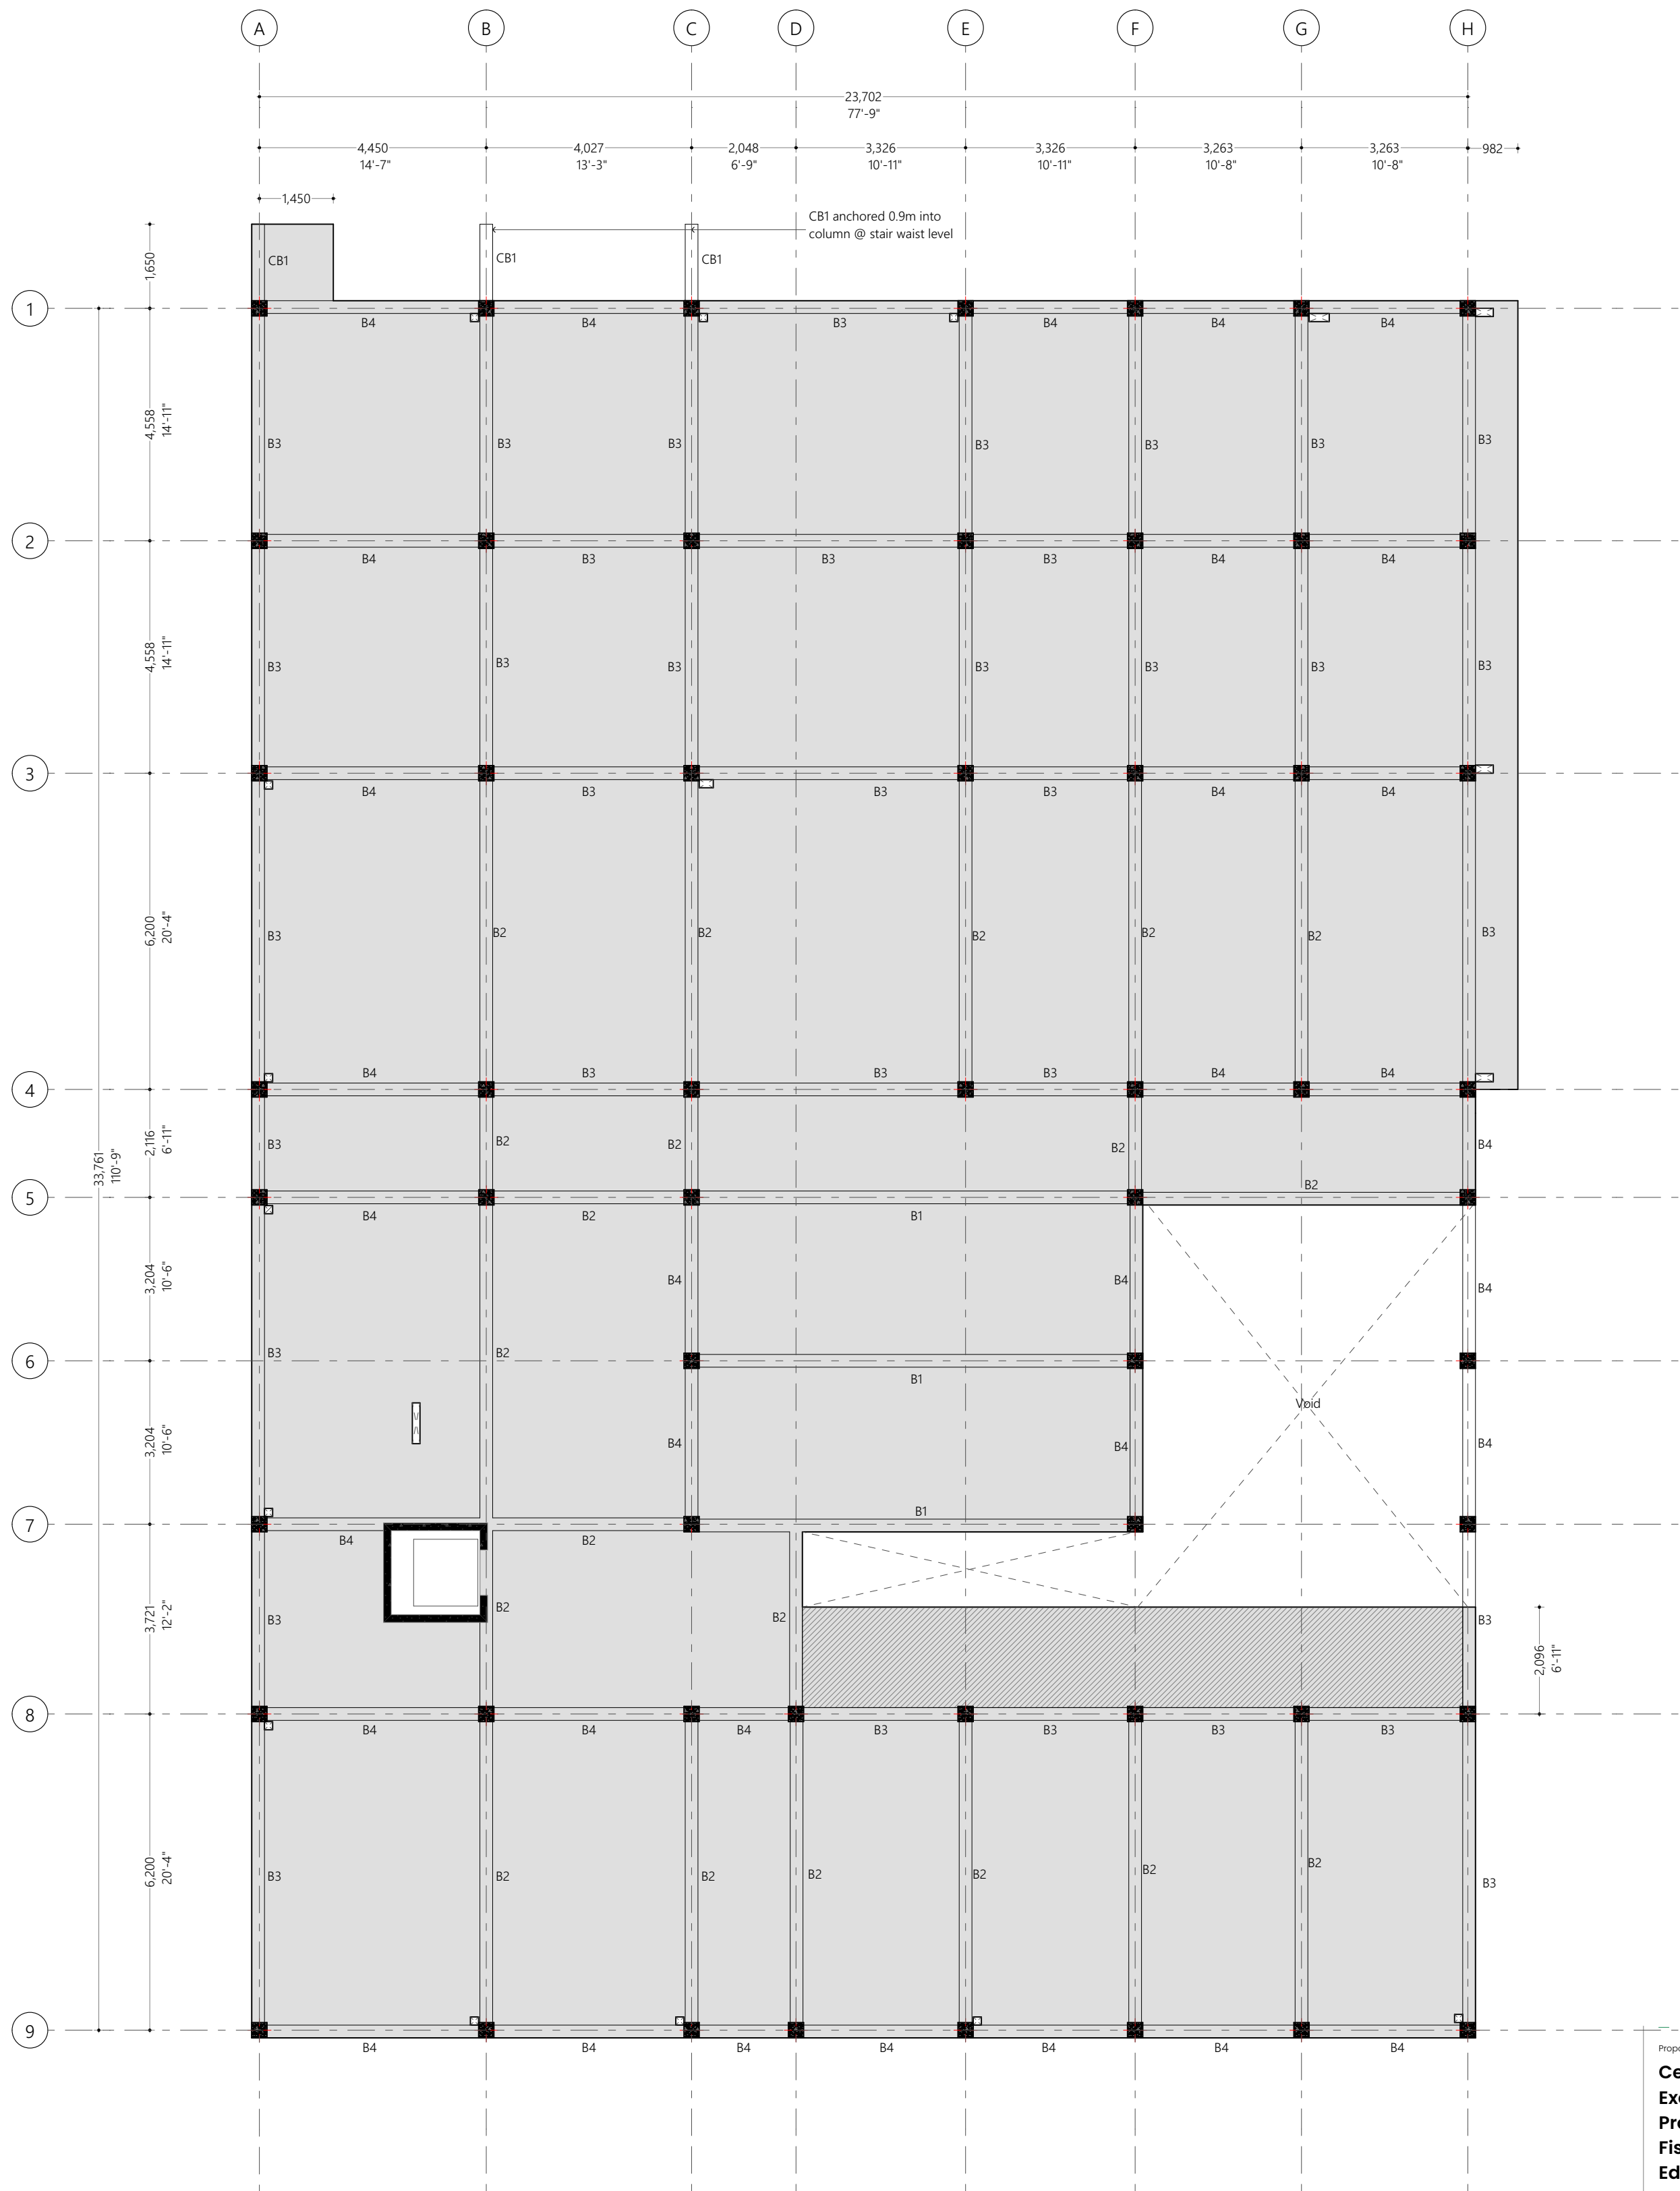 A B C D E F G H
23,702
77'-9"
4,450 4,027 2,048 3,326 3,326 3,263 3,263 982
14'-7" 13'-3" 6'-9" 10'-11" 10'-11" 10'-8" 10'-8"
1,450
CB1 anchored 0.9m into
column @ stair waist level
1,650
CB1 CB1 CB1
1
B4 B4 B3 B4 B4 B4
4,558
14'-11"
B3 B3 B3 B3 B3 B3 B3
2
B4 B3 B3 B3 B4 B4
4,558
14'-11"
B3 B3 B3 B3 B3 B3 B3
3
B4 B3 B3 B3 B4 B4
6,200
20'-4"
B3 B2 B2 B2 B2 B2 B3
B4 B3 B3 B3 B4 B4
4
33,761
110'-9"
2,116
6'-11"
B3 B2 B2 B2 B4
B2
5
B4 B2 B1
3,204
10'-6"
B4 B4 B4
B3 B2
6
B1
Void
3,204
10'-6"
B4 B4 B4
B1
7
B4 B2
3,721
12'-2"
B3 B2 B2 B3
2,096
6'-11"
8
B4 B4 B4 B3 B3 B3 B3
6,200
20'-4"
B3 B2 B2 B2 B2 B2 B2 B3
9
B4 B4 B4 B4 B4 B4 B4